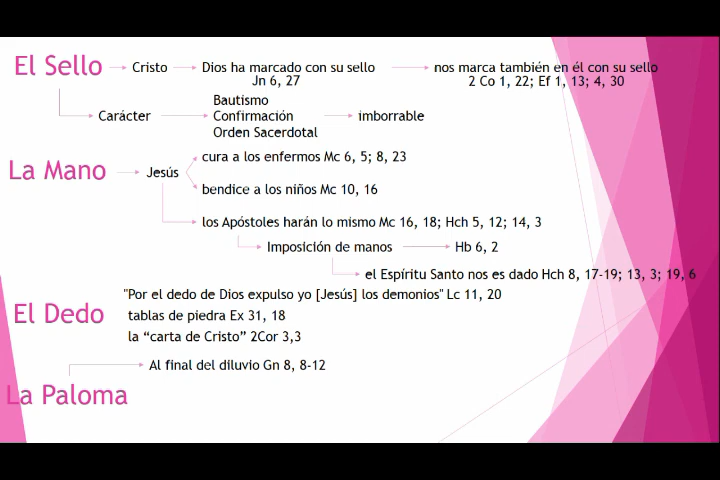 El Sello Cristo Dios ha marcado con su sello nos marca también en él con su sello
Jn 6, 27 2 Co 1, 22; Ef 1, 13; 4, 30
Bautismo
Carácter Confirmación imborrable
Orden Sacerdotal
cura a los enfermos Mc 6, 5; 8, 23
La Mano Jesús
bendice a los niños Mc 10, 16
los Apóstoles harán lo mismo Mc 16, 18; Hch 5, 12; 14, 3
Imposición de manos Hb 6, 2
el Espíritu Santo nos es dado Hch 8, 17-19; 13, 3; 19, 6
"Por el dedo de Dios expulso yo [Jesús] los demonios" Lc 11, 20
El Dedo tablas de piedra Ex 31, 18
la “carta de Cristo” 2Cor 3,3
Al final del diluvio Gn 8, 8-12
La Paloma